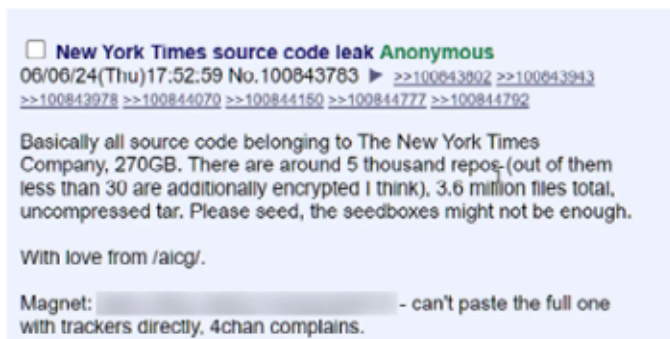 New York Times source code leak Anonymous
06/06/24(Thu)17:52:59 No.100843783 ▶ >>100843802 >>100843943
>>100843978 >>100844070 >>100844150 >>100844777 >>100844792
Basically all source code belonging to The New York Times
Company, 270GB. There are around 5 thousand repos (out of them
less than 30 are additionally encrypted I think), 3.6 million files total,
uncompressed tar. Please seed, the seedboxes might not be enough.
With love from /aicg/.
Magnet: - can't paste the full one
with trackers directly, 4chan complains.